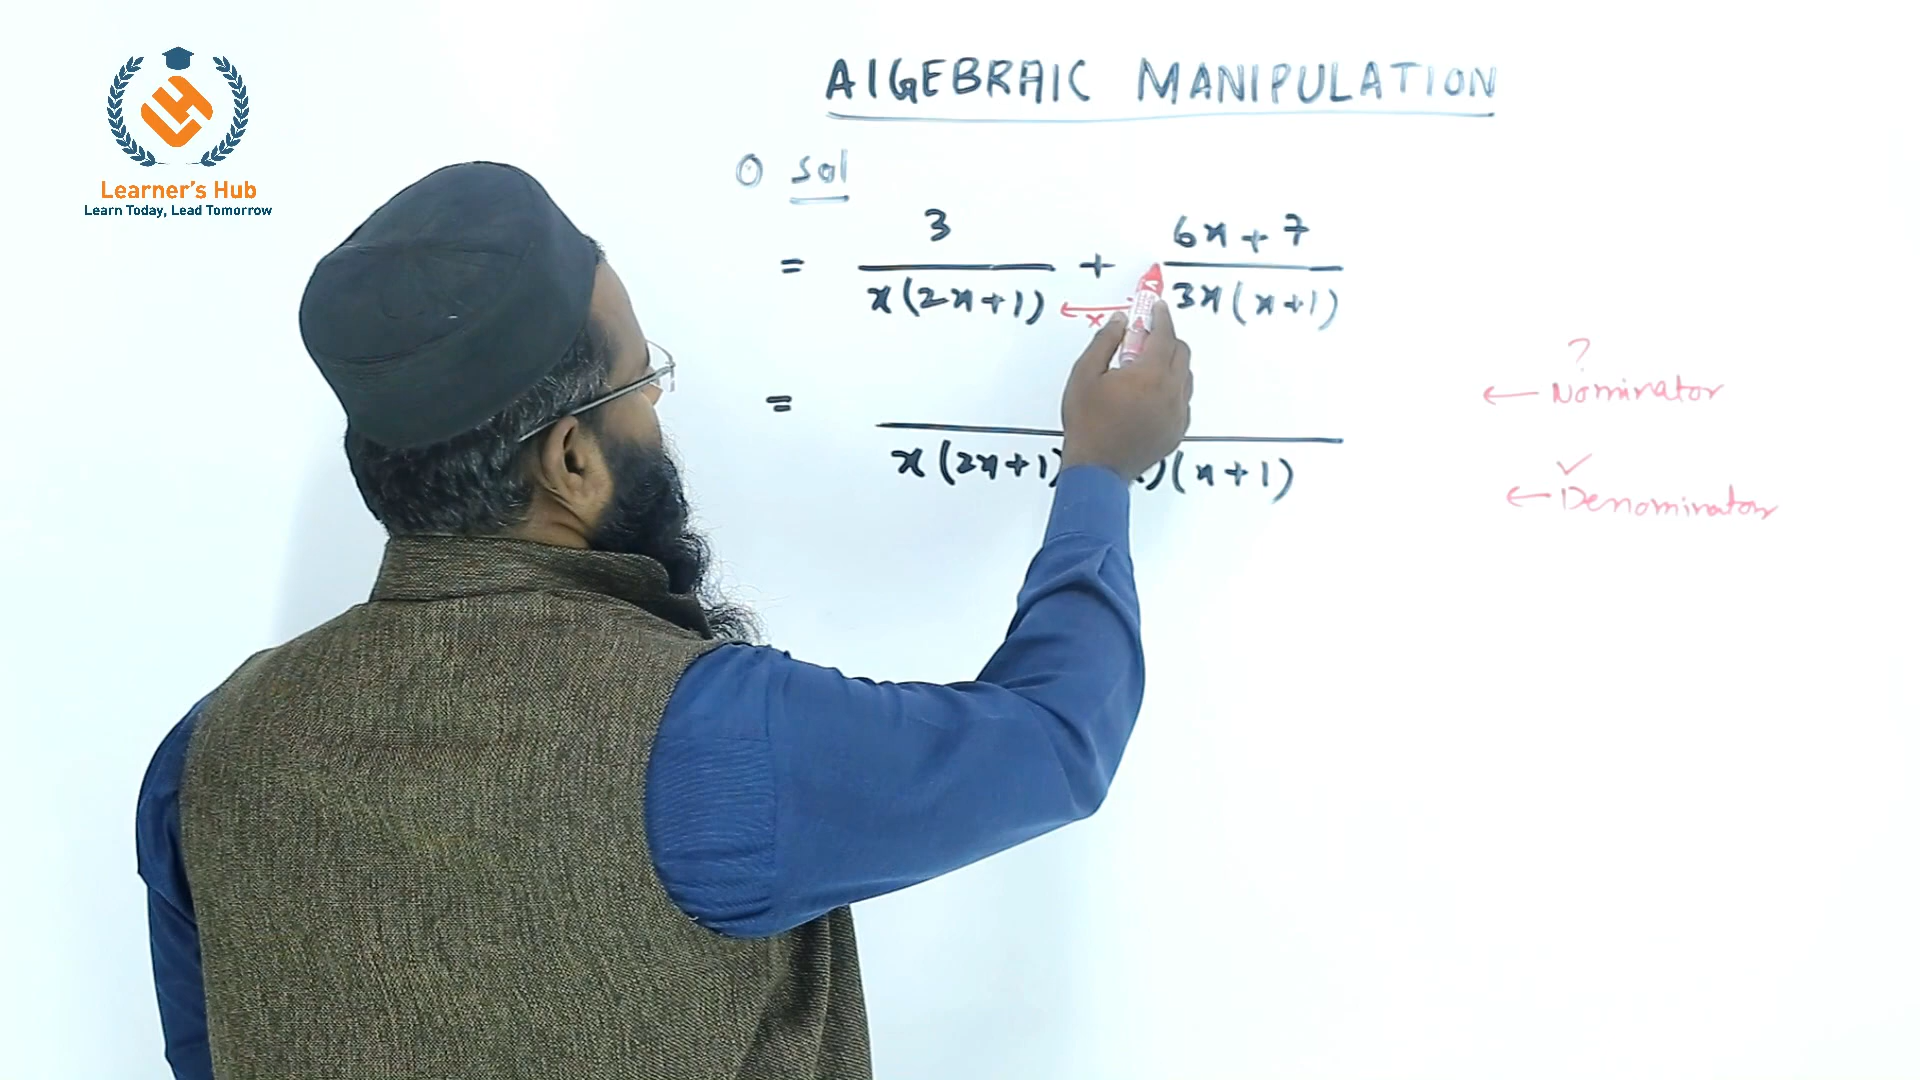 Learner's Hub
Learn Today, Lead Tomorrow
AlGEBRAIC MANIPULATION
① Sol
= 3 / x(2x+1) + 6x+7 / 3x(x+1)
×
?
← Nominator
= x(2x+1) )(x+1)
✓
← Denominator